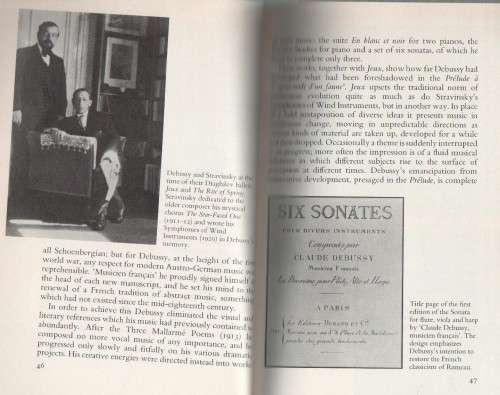 Debussy and Stravinsky at the
time of their Diaghilev ballets
Jeux and The Rite of Spring.
Stravinsky dedicated to the
older composer his mystical
chorus The Star-Faced One
(1911–12) and wrote his
Symphonies of Wind
Instruments (1920) in Debussy's
memory.
all Schoenbergian; but for Debussy, at the height of the first
world war, any respect for modern Austro-German music was
reprehensible. 'Musicien français' he proudly signed himself at
the head of each new manuscript, and he set his mind to the
renewal of a French tradition of abstract music, something
which had not existed since the mid-eighteenth century.
In order to achieve this Debussy eliminated the visual and
literary references which his music had previously contained so
abundantly. After the Three Mallarmé Poems (1913) he
composed no more vocal music of any importance, and he
progressed only slowly and fitfully on his various dramatic
projects. His creative energies were directed instead into works
46
music: the suite En blanc et noir for two pianos, the
for piano and a set of six sonatas, of which he
complete only three.
works, together with Jeux, show how far Debussy had
what had been foreshadowed in the Prélude à
d'un faune'. Jeux upsets the traditional norm of
evolution quite as much as do Stravinsky's
of Wind Instruments, but in another way. In place
juxtaposition of diverse ideas it presents music in
change, moving in unpredictable directions as
kinds of material are taken up, developed for a while
then dropped. Occasionally a theme is suddenly interrupted
progress; more often the impression is of a fluid musical
in which different subjects rise to the surface of
at different times. Debussy's emancipation from
development, presaged in the Prélude, is complete
SIX SONATES
POUR DIVERS INSTRUMENTS
Composées par
CLAUDE DEBUSSY
Musicien Français
La Deuxième pour Flûte, Alto et Harpe
A PARIS
Title page of the first
edition of the Sonata
for flute, viola and harp
by 'Claude Debussy,
musicien français'. The
design emphasizes
Debussy's intention to
restore the French
classicism of Rameau.
47